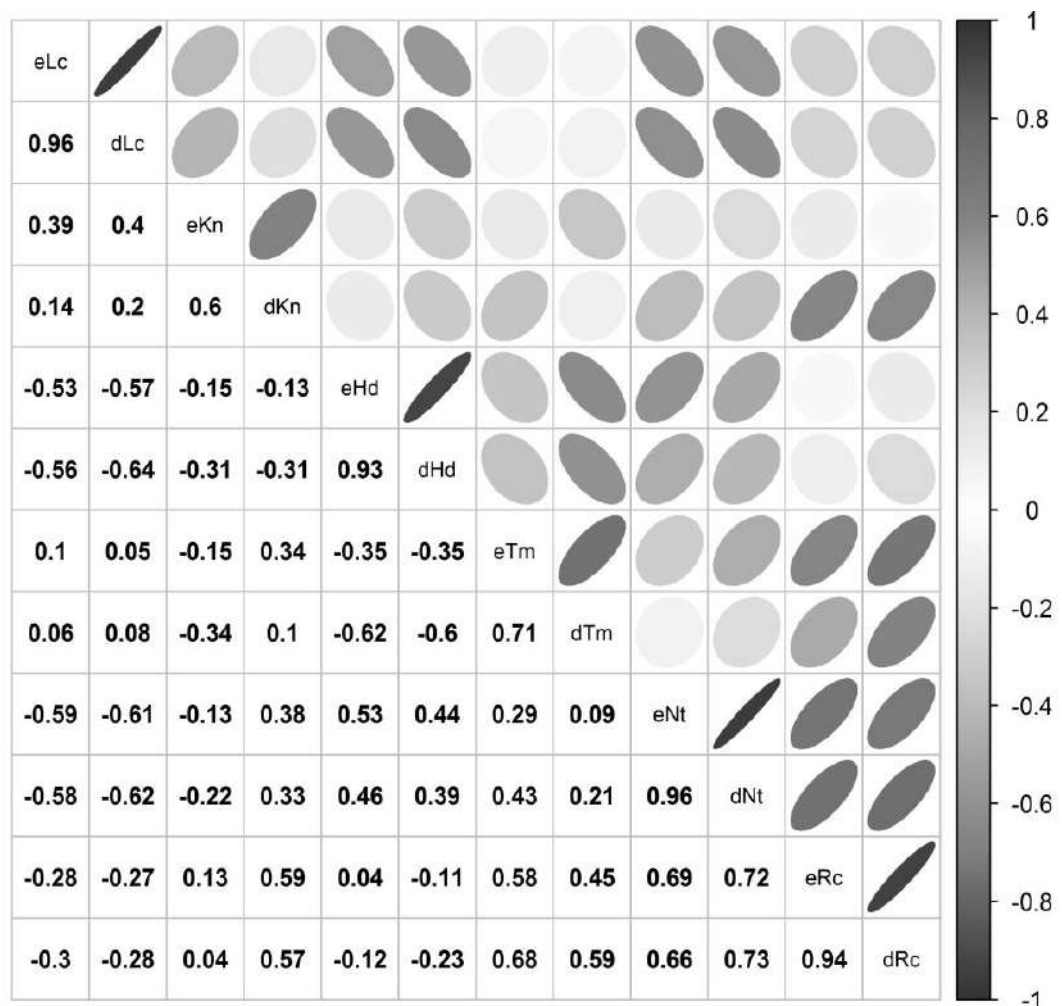 eLc
0.96 dLc
0.39 0.4 eKn
0.14 0.2 0.6 dKn
-0.53 -0.57 -0.15 -0.13 eHd
-0.56 -0.64 -0.31 -0.31 0.93 dHd
0.1 0.05 -0.15 0.34 -0.35 -0.35 eTm
0.06 0.08 -0.34 0.1 -0.62 -0.6 0.71 dTm
-0.59 -0.61 -0.13 0.38 0.53 0.44 0.29 0.09 eNt
-0.58 -0.62 -0.22 0.33 0.46 0.39 0.43 0.21 0.96 dNt
-0.28 -0.27 0.13 0.59 0.04 -0.11 0.58 0.45 0.69 0.72 eRc
-0.3 -0.28 0.04 0.57 -0.12 -0.23 0.68 0.59 0.66 0.73 0.94 dRc
1
0.8
0.6
0.4
0.2
0
-0.2
-0.4
-0.6
-0.8
-1